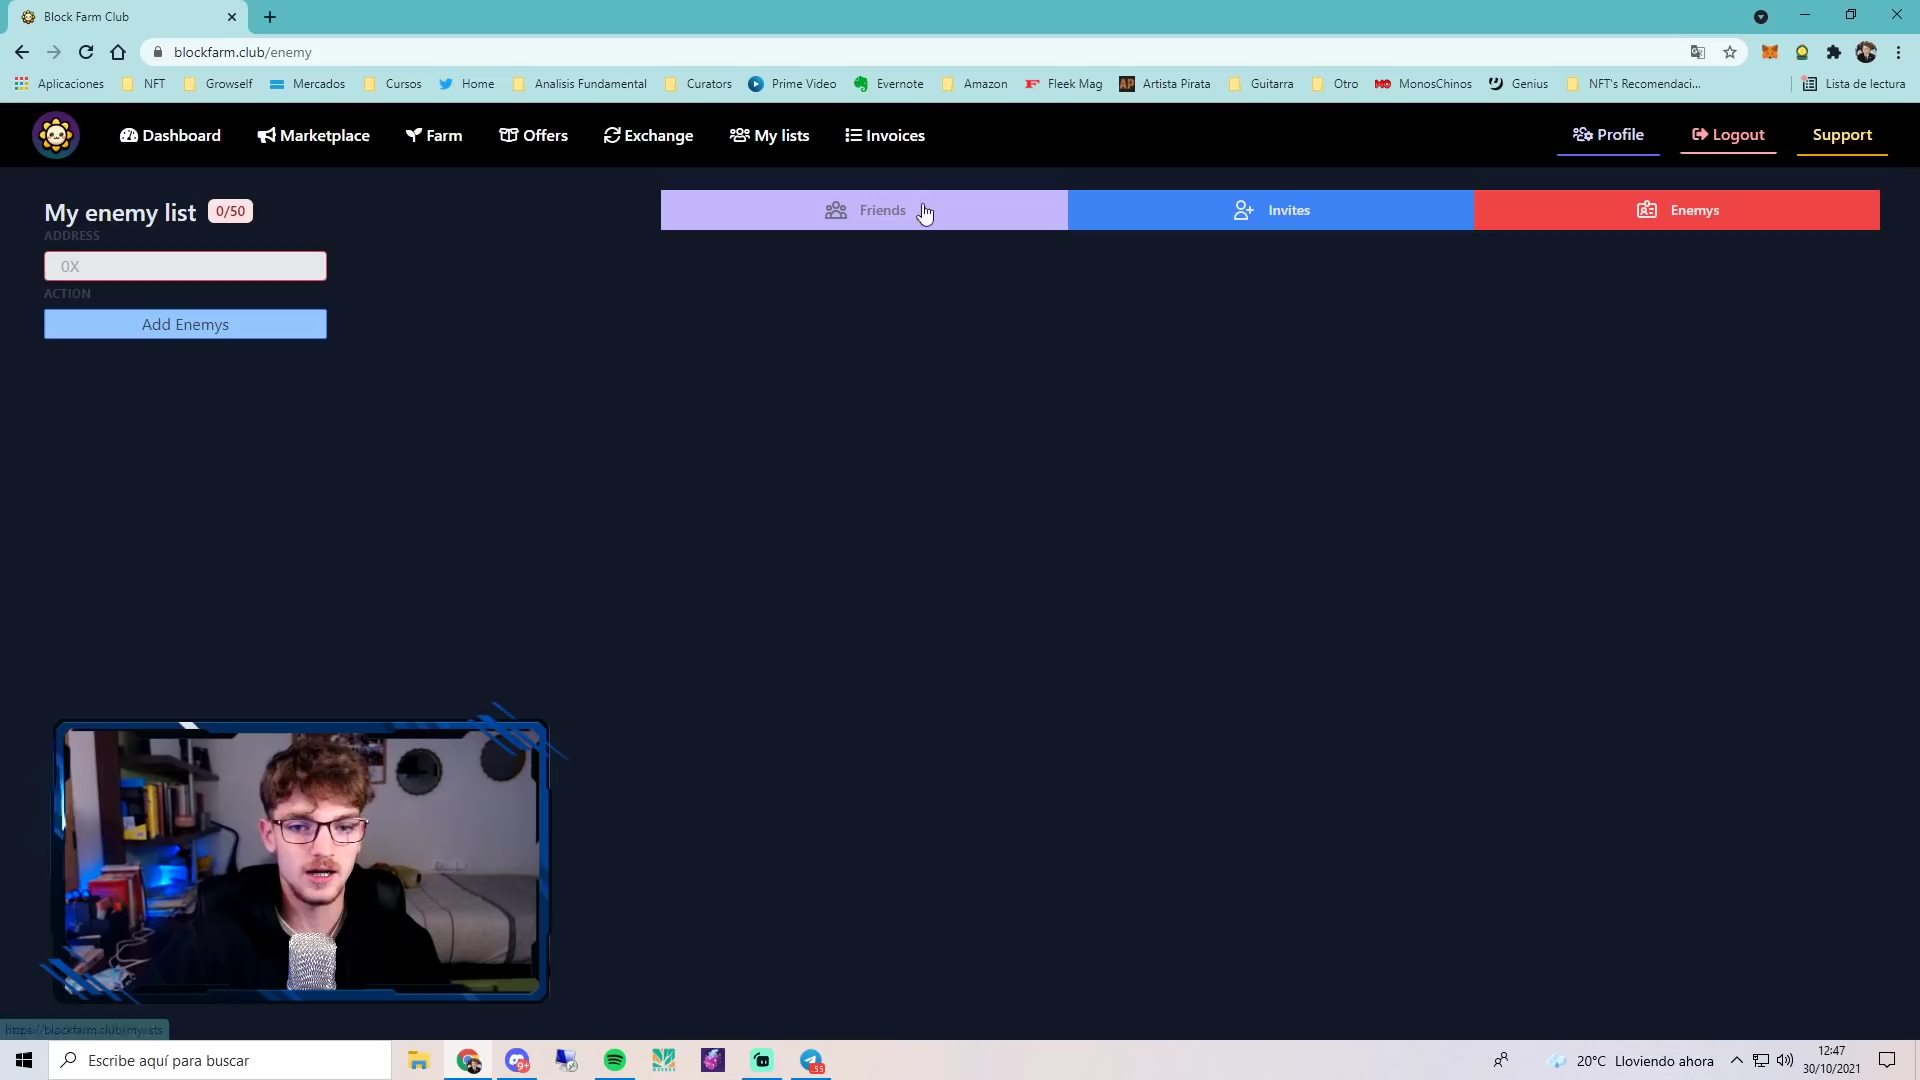 Block Farm Club
blockfarm.club/enemy
Aplicaciones NFT Growself Mercados Cursos Home Analisis Fundamental Curators Prime Video Evernote Amazon Fleek Mag Artista Pirata Guitarra Otro MonosChinos Genius NFT's Recomendaci... Lista de lectura
Dashboard Marketplace Farm Offers Exchange My lists Invoices Profile Logout Support
My enemy list 0/50
Friends Invites Enemys
ADDRESS
0X
ACTION
Add Enemys
https://blockfarm.club/mylists
Escribe aquí para buscar
9+
55
20°C Lloviendo ahora
12:47
30/10/2021